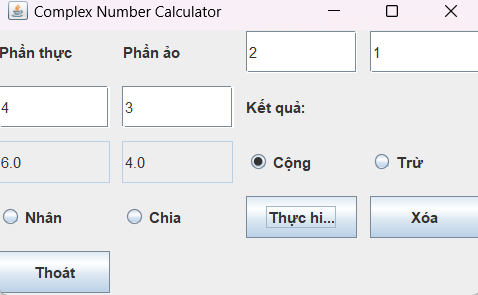 Complex Number Calculator
Phần thực Phần ảo 2 1
4 3 Kết quả:
6.0 4.0 Cộng Trừ
Nhân Chia Thực hi... Xóa
Thoát